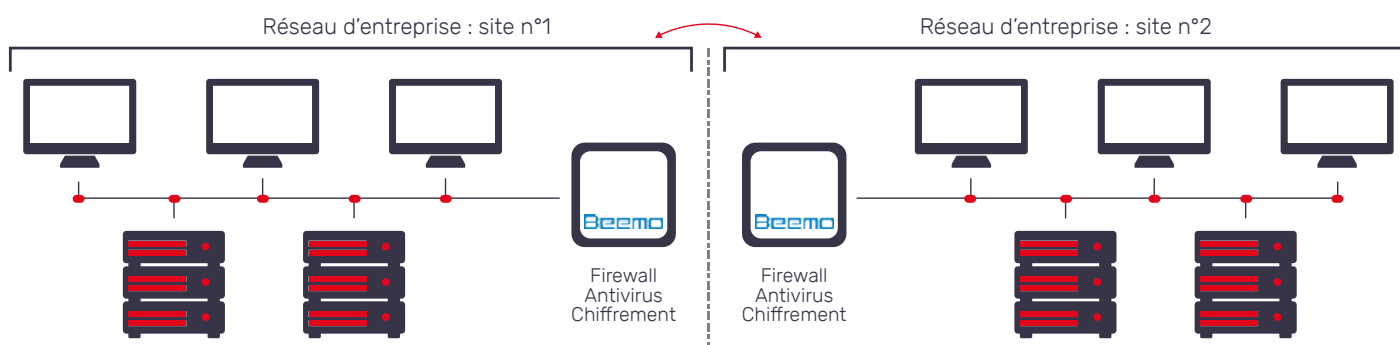 Réseau d'entreprise : site n°1
Réseau d'entreprise : site n°2
Beemo
Firewall
Antivirus
Chiffrement
Beemo
Firewall
Antivirus
Chiffrement